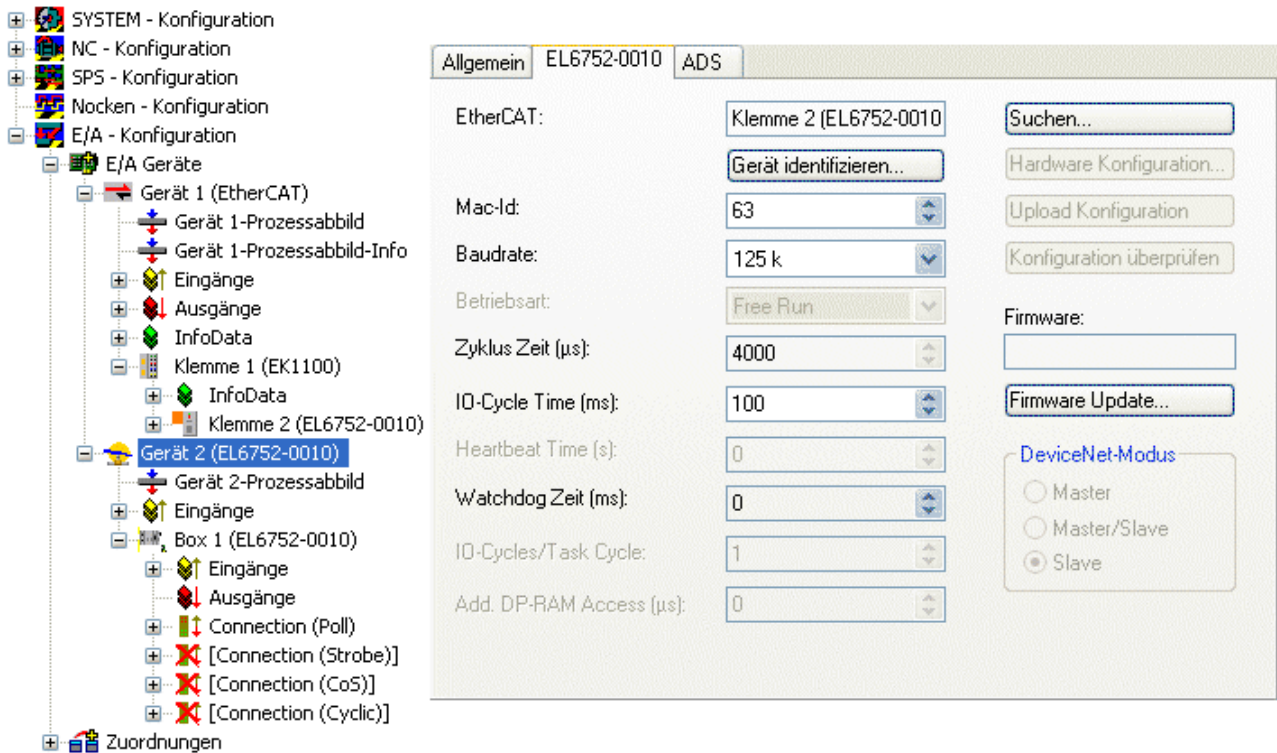 SYSTEM - Konfiguration
NC - Konfiguration
SPS - Konfiguration
Nocken - Konfiguration
E/A - Konfiguration
E/A Geräte
Gerät 1 (EtherCAT)
Gerät 1-Prozessabbild
Gerät 1-Prozessabbild-Info
Eingänge
Ausgänge
InfoData
Klemme 1 (EK1100)
InfoData
Klemme 2 (EL6752-0010)
Gerät 2 (EL6752-0010)
Gerät 2-Prozessabbild
Eingänge
Box 1 (EL6752-0010)
Eingänge
Ausgänge
Connection (Poll)
[Connection (Strobe)]
[Connection (CoS)]
[Connection (Cyclic)]
Zuordnungen
Allgemein EL6752-0010 ADS
EtherCAT: Klemme 2 (EL6752-0010
Gerät identifizieren...
Mac-Id: 63
Baudrate: 125 k
Betriebsart: Free Run
Zyklus Zeit (µs): 4000
IO-Cycle Time (ms): 100
Heartbeat Time (s): 0
Watchdog Zeit (ms): 0
IO-Cycles/Task Cycle: 1
Add. DP-RAM Access (µs): 0
Suchen...
Hardware Konfiguration...
Upload Konfiguration
Konfiguration überprüfen
Firmware:
Firmware Update...
DeviceNet-Modus
Master
Master/Slave
Slave